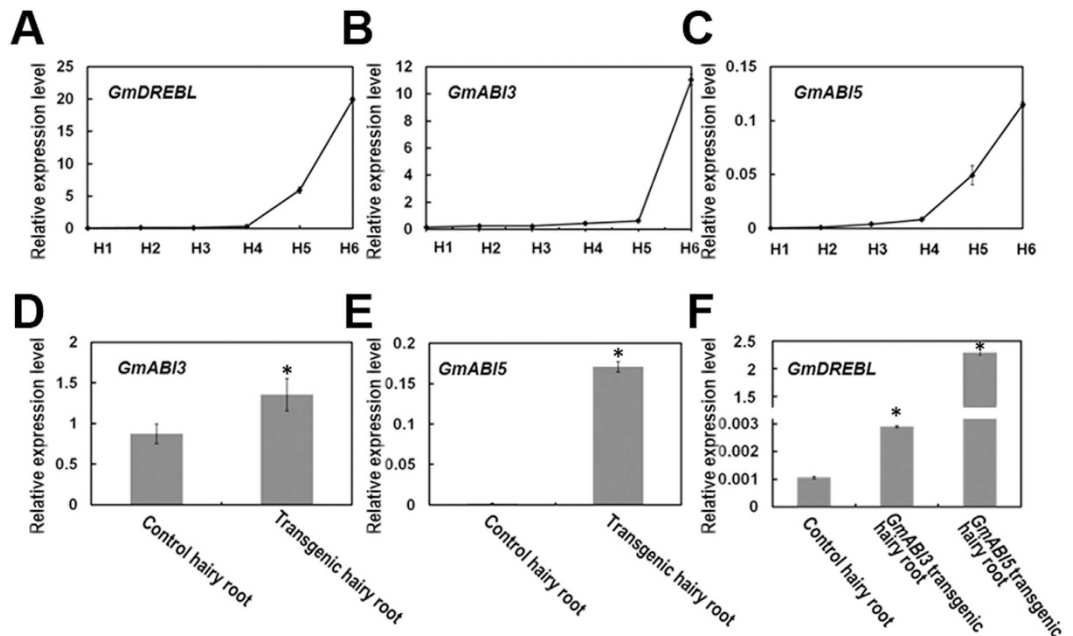 A
Relative expression level
25
20
15
10
5
0
GmDREBL
H1 H2 H3 H4 H5 H6
B
Relative expression level
12
10
8
6
4
2
0
GmABI3
H1 H2 H3 H4 H5 H6
C
Relative expression level
0.15
0.1
0.05
0
GmABI5
H1 H2 H3 H4 H5 H6
D
Relative expression level
2
1.5
1
0.5
0
GmABI3
*
Control hairy root
Transgenic hairy root
E
Relative expression level
0.2
0.15
0.1
0.05
0
GmABI5
*
Control hairy root
Transgenic hairy root
F
Relative expression level
2.5
2.1
1.5
0.003
0.002
0.001
0
GmDREBL
*
*
Control hairy root
GmABI3 transgenic
hairy root
GmABI5 transgenic
hairy root